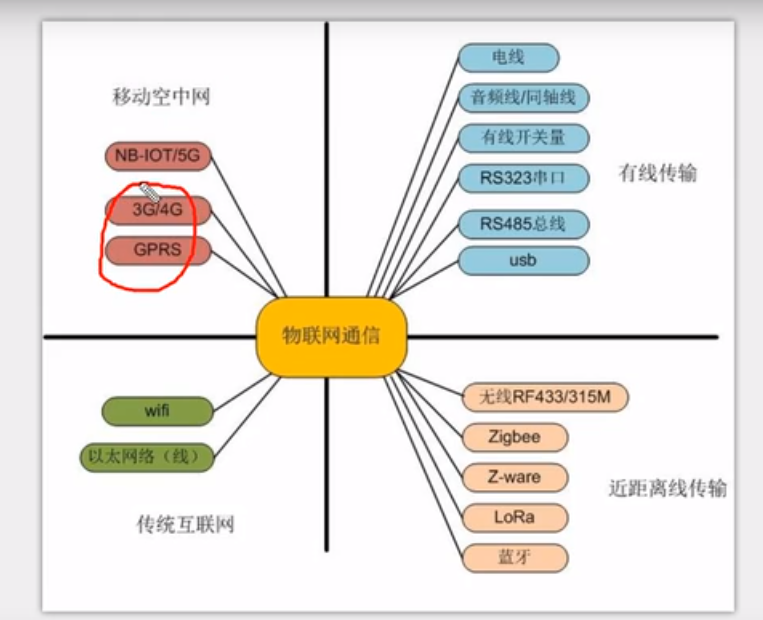 移动空中网
NB-IOT/5G
3G/4G
GPRS
电线
音频线/同轴线
有线开关量
RS323串口
RS485总线
usb
有线传输
物联网通信
wifi
以太网络（线）
传统互联网
无线RF433/315M
Zigbee
Z-ware
LoRa
蓝牙
近距离线传输